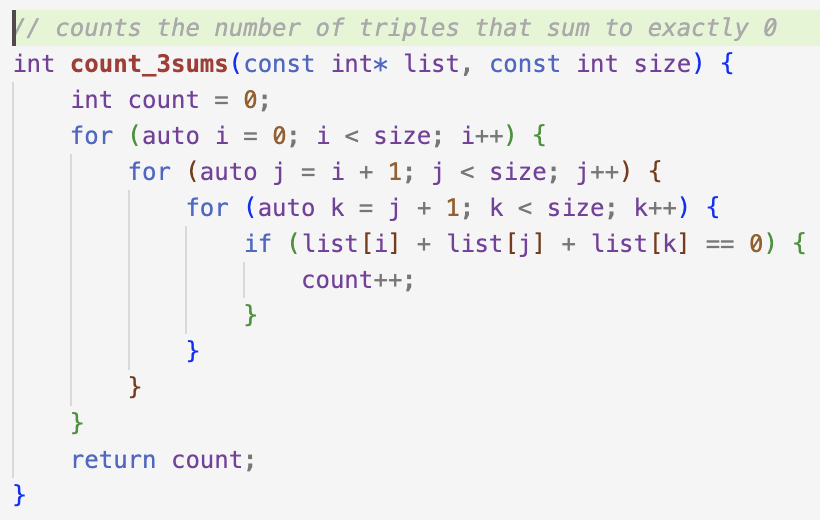 // counts the number of triples that sum to exactly 0
int count_3sums(const int* list, const int size) {
    int count = 0;
    for (auto i = 0; i < size; i++) {
        for (auto j = i + 1; j < size; j++) {
            for (auto k = j + 1; k < size; k++) {
                if (list[i] + list[j] + list[k] == 0) {
                    count++;
                }
            }
        }
    }
    return count;
}